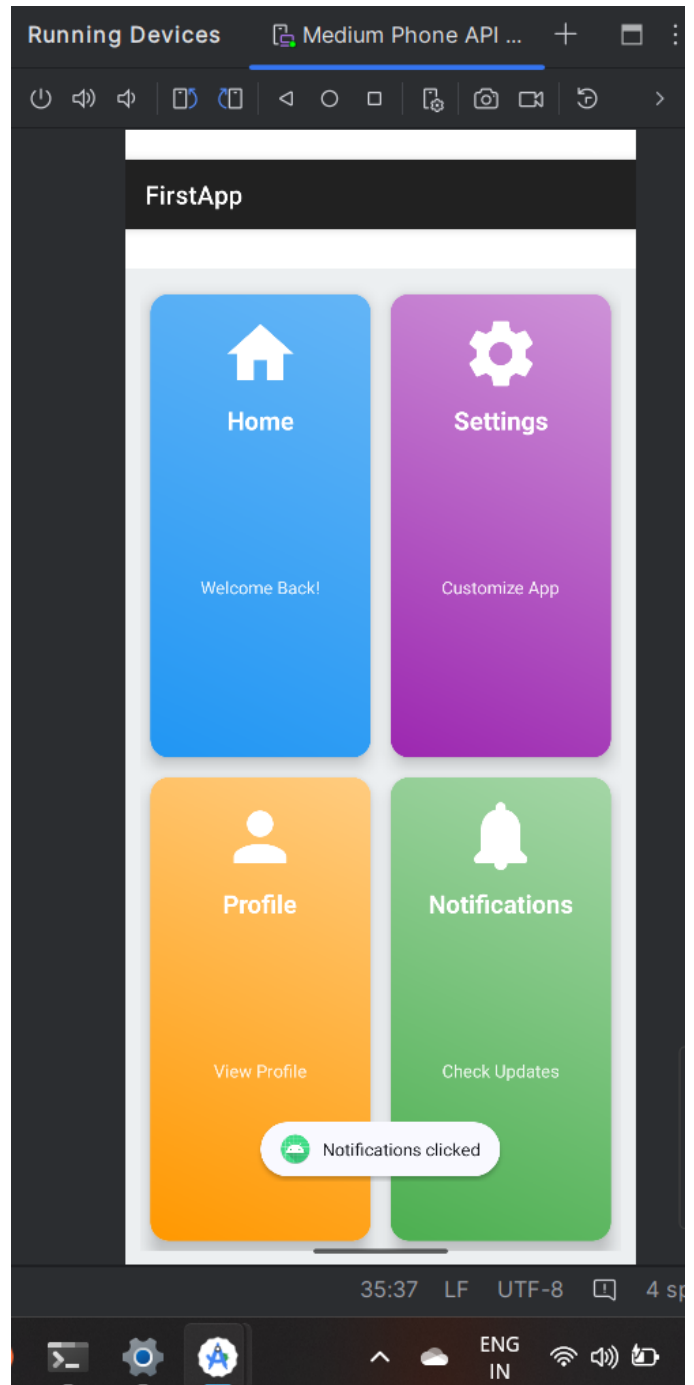 Running Devices
Medium Phone API ...
FirstApp
Home
Settings
Welcome Back!
Customize App
Profile
Notifications
View Profile
Check Updates
Notifications clicked
35:37 LF UTF-8 4 sp
ENG
IN